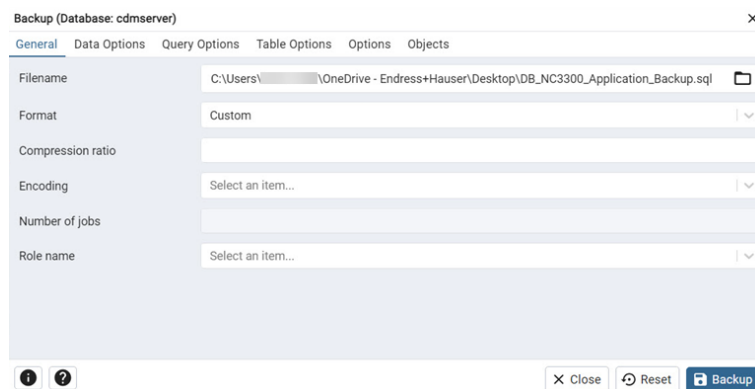 Backup (Database: cdmserver)
General Data Options Query Options Table Options Options Objects
Filename C:\Users\ \OneDrive - Endress+Hauser\Desktop\DB_NC3300_Application_Backup.sql
Format Custom
Compression ratio
Encoding Select an item...
Number of jobs
Role name Select an item...
Close Reset Backup